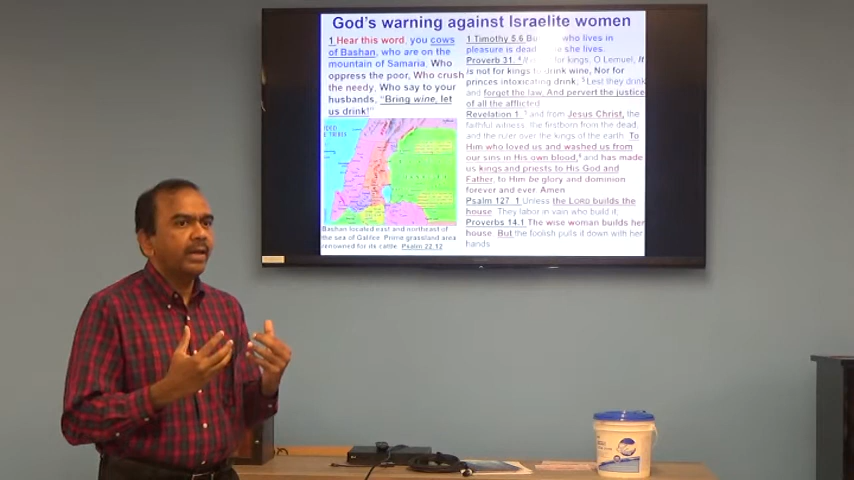 God's warning against Israelite women
1 Hear this word, you cows
of Bashan, who are on the
mountain of Samaria, Who
oppress the poor, Who crush
the needy, Who say to your
husbands, "Bring wine, let
us drink!"
Bashan located east and northeast of
the sea of Galilee. Prime grassland area
renowned for its cattle. Psalm 22.12
1 Timothy 5.6 who lives in
pleasure is dead she lives.
Proverb 31. 4 for kings, O Lemuel, It
is not for kings to drink wine, Nor for
princes intoxicating drink; 5 Lest they drink
and forget the law, And pervert the justice
of all the afflicted
Revelation 1. 5 and from Jesus Christ, the
faithful witness, the firstborn from the dead,
and the ruler over the kings of the earth. To
Him who loved us and washed us from
our sins in His own blood, 6 and has made
us kings and priests to His God and
Father, to Him be glory and dominion
forever and ever. Amen
Psalm 127 1 Unless the LORD builds the
house, They labor in vain who build it.
Proverbs 14.1 The wise woman builds her
house, But the foolish pulls it down with her
hands